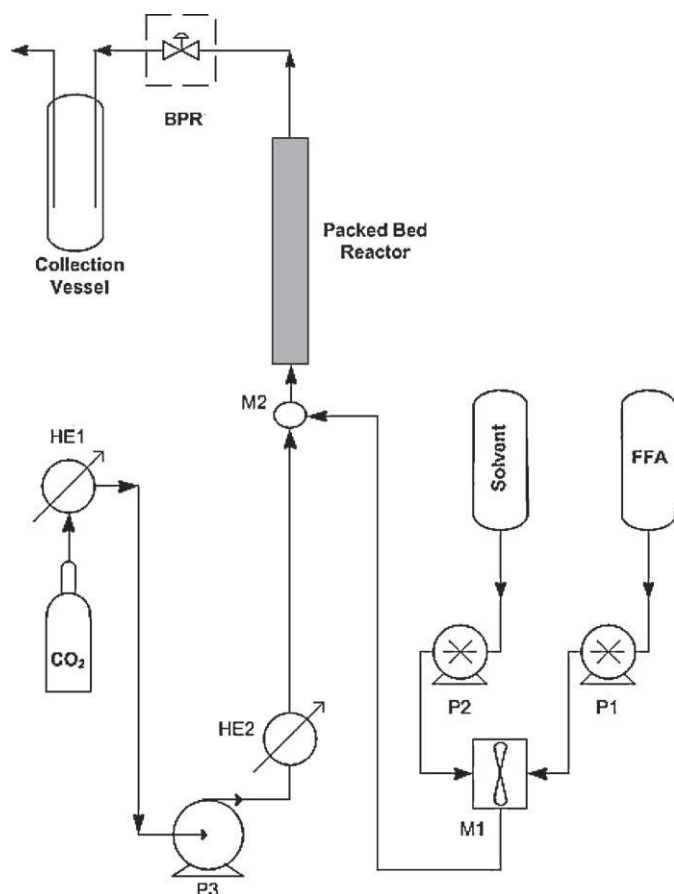 BPR
Collection
Vessel
Packed Bed
Reactor
M2
HE1
Solvent
FFA
CO₂
P2
P1
HE2
M1
P3